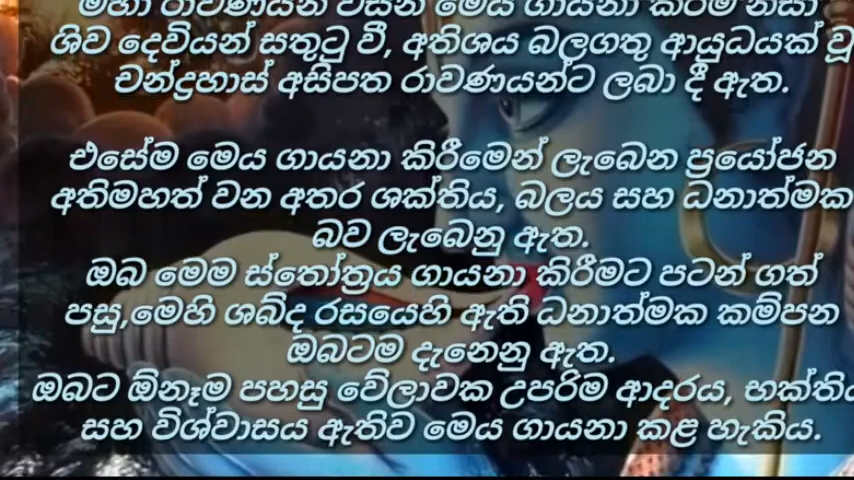 මහා රාවණයන් විසින් මෙය ගායනා කිරීම නිසා
ශිව දෙවියන් සතුටු වී, අතිශය බලගතු ආයුධයක් වූ
චන්ද්‍රහාස් අසිපත රාවණයන්ට ලබා දී ඇත.
එසේම මෙය ගායනා කිරීමෙන් ලැබෙන ප්‍රයෝජන
අතිමහත් වන අතර ශක්තිය, බලය සහ ධනාත්මක
බව ලැබෙනු ඇත.
ඔබ මෙම ස්තෝත්‍රය ගායනා කිරීමට පටන් ගත්
පසු,මෙහි ශබ්ද රසයෙහි ඇති ධනාත්මක කම්පන
ඔබටම දැනෙනු ඇත.
ඔබට ඕනෑම පහසු වේලාවක උපරිම ආදරය, භක්තිය
සහ විශ්වාසය ඇතිව මෙය ගායනා කළ හැකිය.